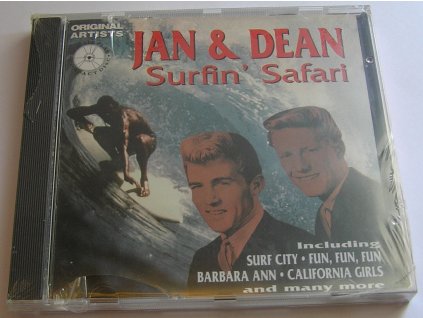 ORIGINAL
ARTISTS
JAN & DEAN
Surfin' Safari
Including
SURF CITY · FUN, FUN, FUN
BARBARA ANN · CALIFORNIA GIRLS
and many more